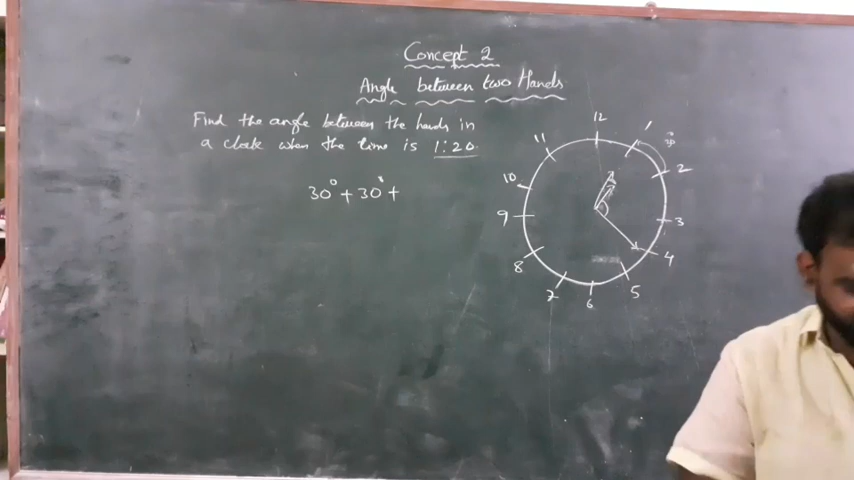 Concept 2
Angle between two Hands
Find the angle between the hands in
a clock when the time is 1:20.
30° + 30° +
12
1
2
3
4
5
6
7
8
9
10
11